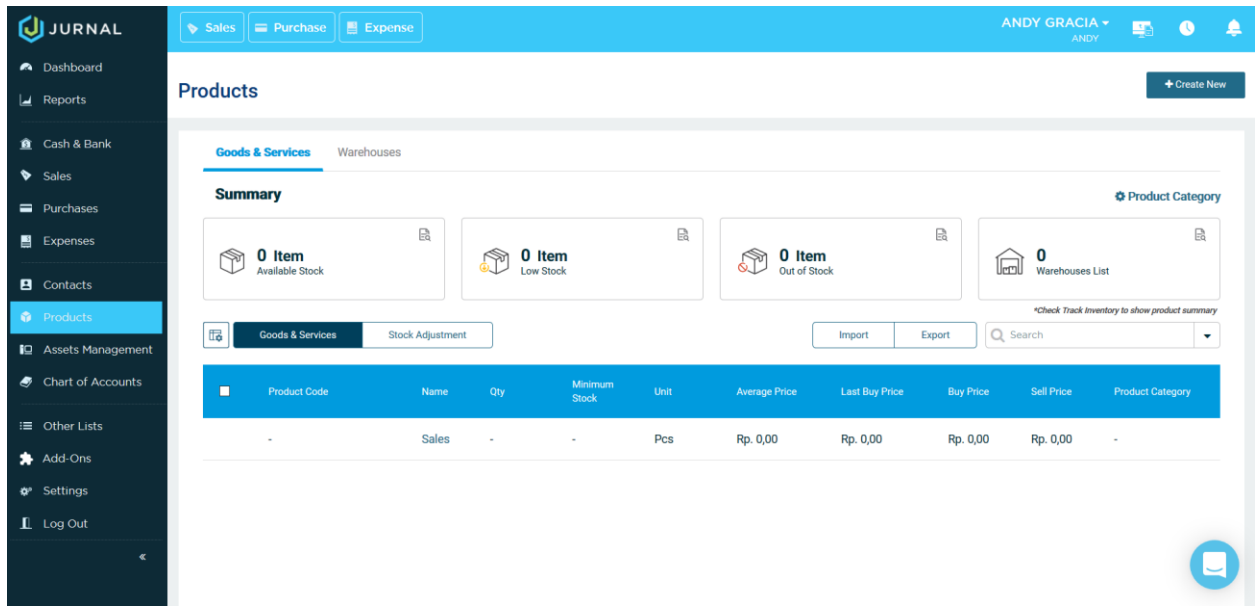 JURNAL
Sales Purchase Expense
ANDY GRACIA
ANDY
Dashboard
Reports
Cash & Bank
Sales
Purchases
Expenses
Contacts
Products
Assets Management
Chart of Accounts
Other Lists
Add-Ons
Settings
Log Out
Products
+ Create New
Goods & Services Warehouses
Summary
Product Category
0 Item
Available Stock
0 Item
Low Stock
0 Item
Out of Stock
0
Warehouses List
*Check Track Inventory to show product summary
Goods & Services Stock Adjustment Import Export Search
Product Code Name Qty Minimum Stock Unit Average Price Last Buy Price Buy Price Sell Price Product Category
- Sales - - Pcs Rp. 0,00 Rp. 0,00 Rp. 0,00 Rp. 0,00 -